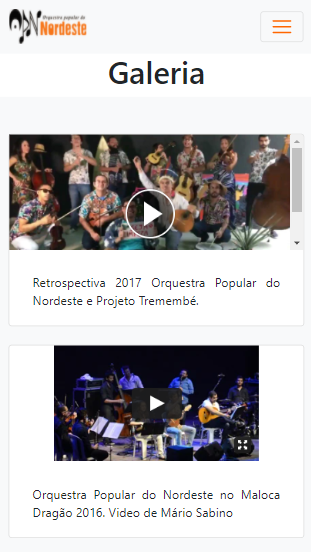 Orquestra popular do
OPN Nordeste
Galeria
Retrospectiva 2017 Orquestra Popular do
Nordeste e Projeto Tremembé.
Orquestra Popular do Nordeste no Maloca
Dragão 2016. Video de Mário Sabino